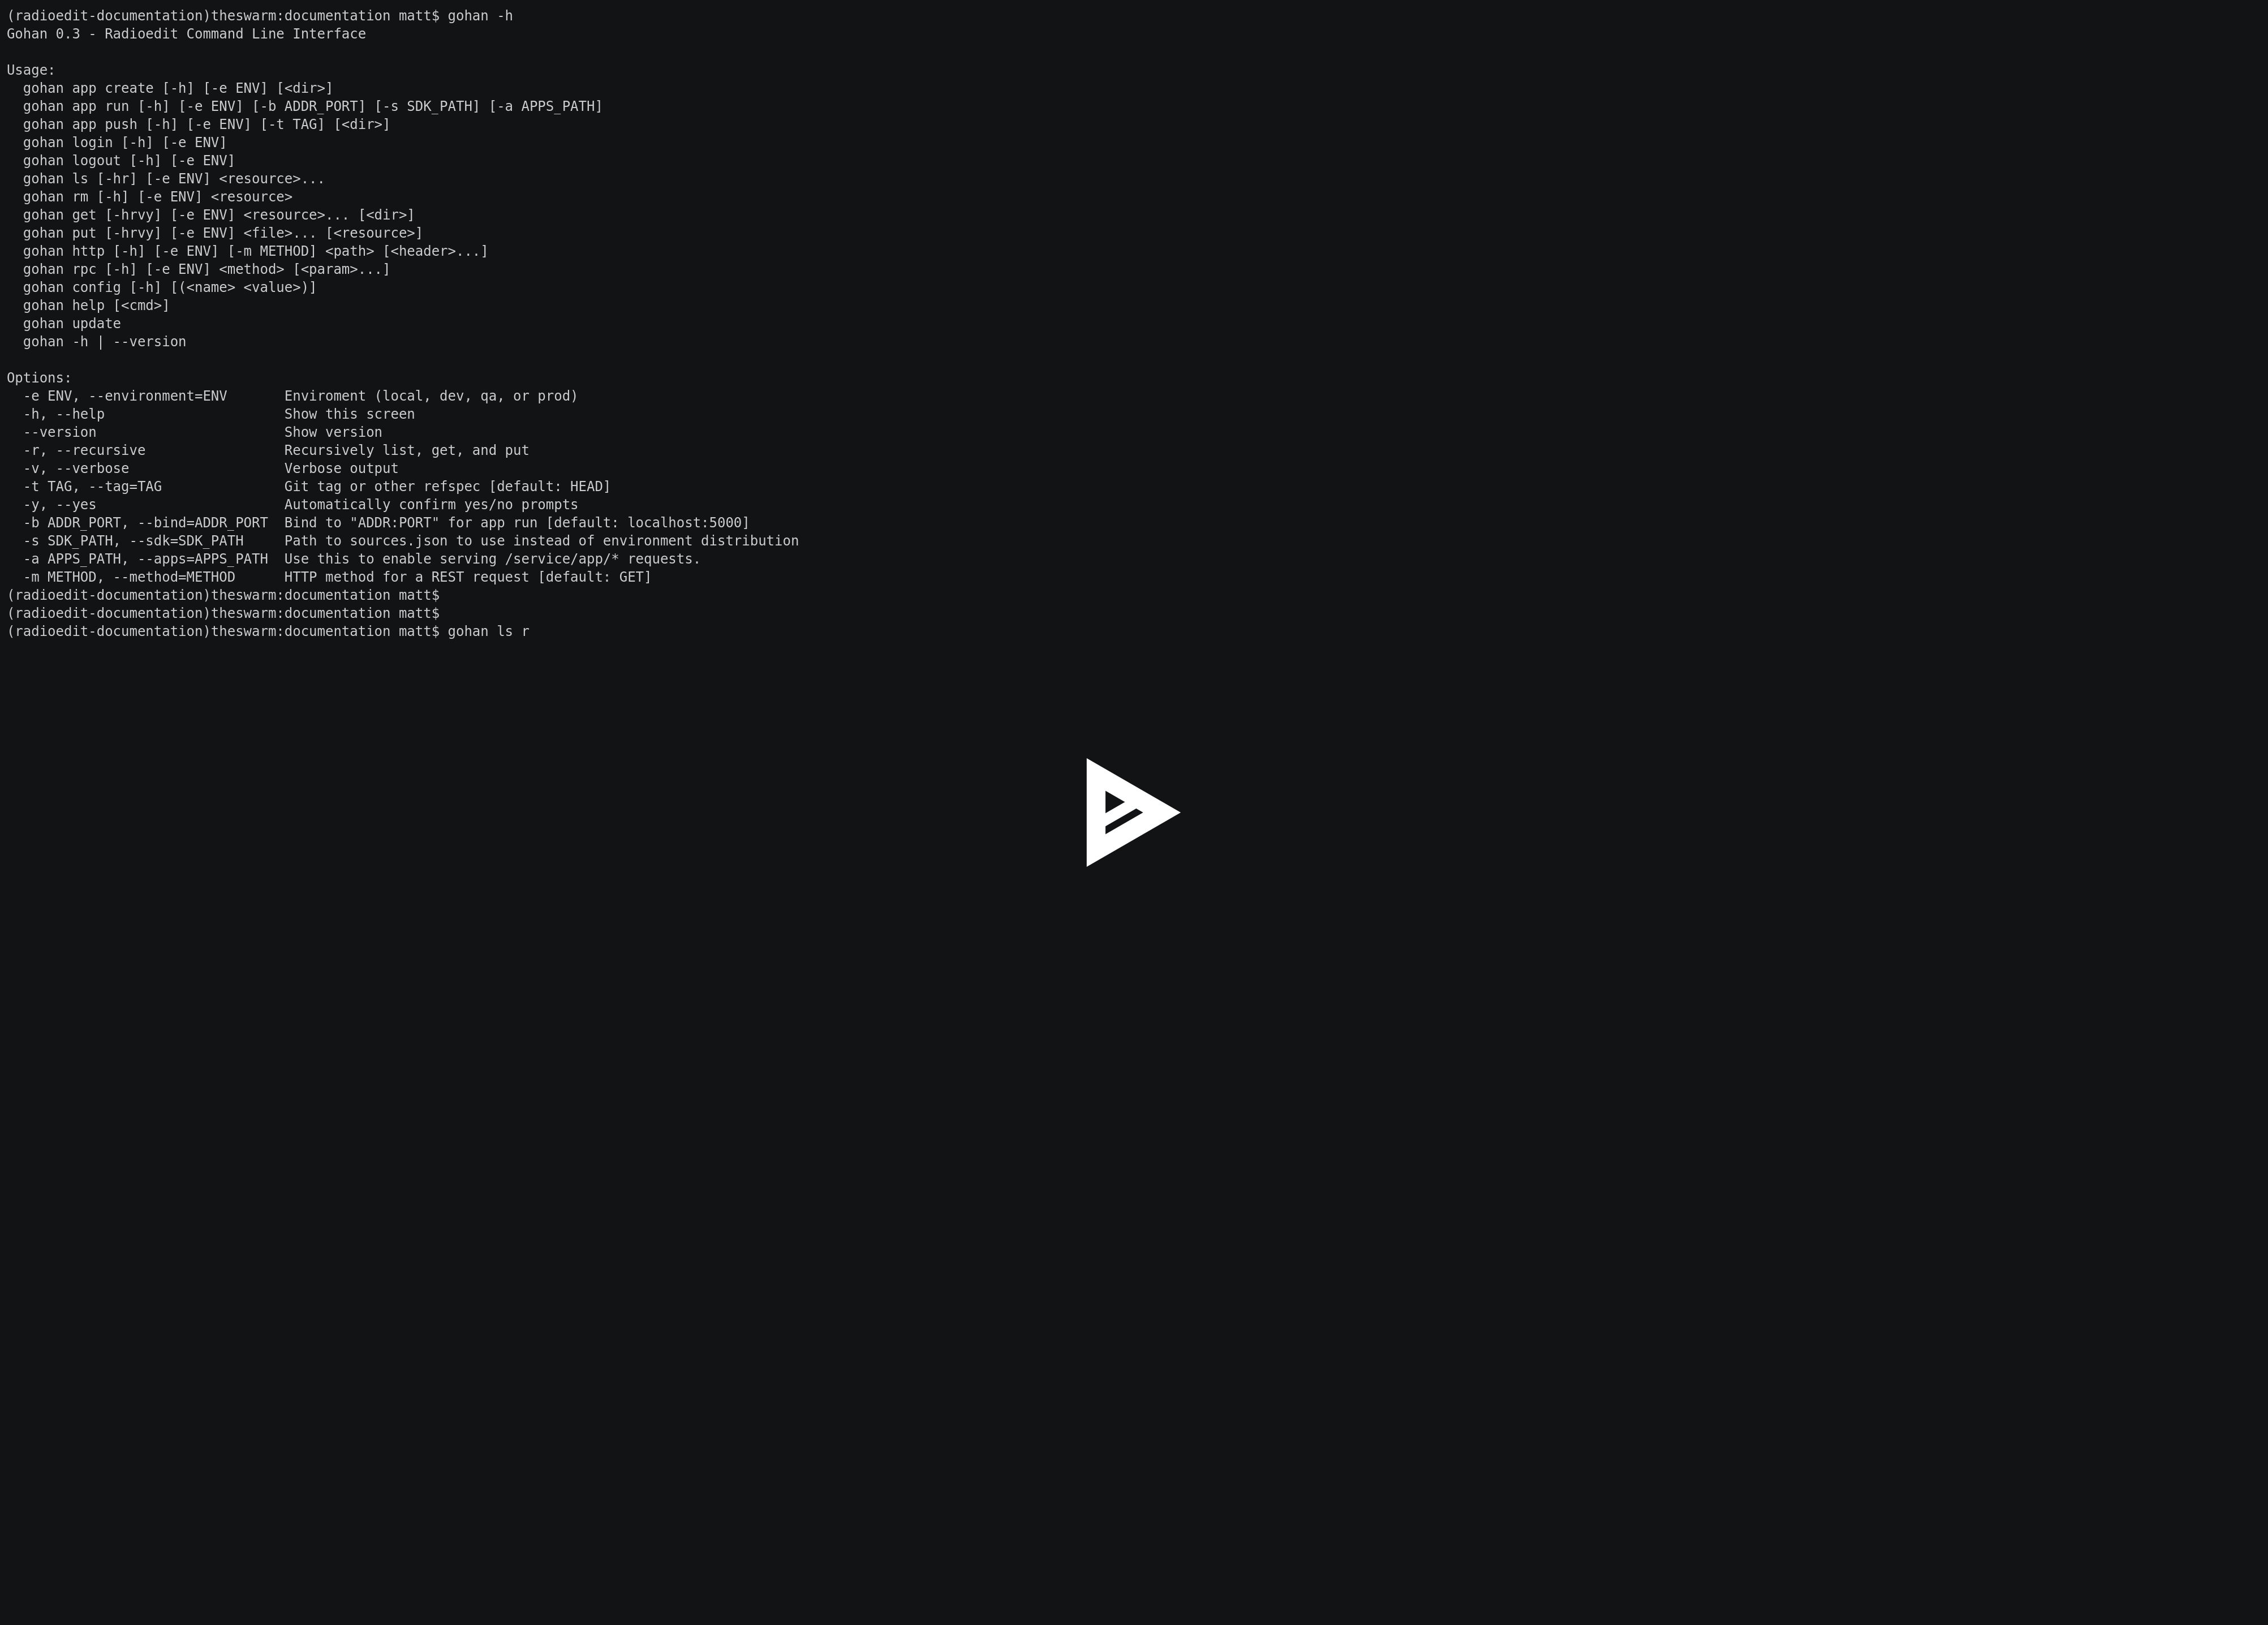 (radioedit-documentation)theswarm:documentation matt$ gohan -h
Gohan 0.3 - Radioedit Command Line Interface

Usage:
  gohan app create [-h] [-e ENV] [<dir>]
  gohan app run [-h] [-e ENV] [-b ADDR_PORT] [-s SDK_PATH] [-a APPS_PATH]
  gohan app push [-h] [-e ENV] [-t TAG] [<dir>]
  gohan login [-h] [-e ENV]
  gohan logout [-h] [-e ENV]
  gohan ls [-hr] [-e ENV] <resource>...
  gohan rm [-h] [-e ENV] <resource>
  gohan get [-hrvy] [-e ENV] <resource>... [<dir>]
  gohan put [-hrvy] [-e ENV] <file>... [<resource>]
  gohan http [-h] [-e ENV] [-m METHOD] <path> [<header>...]
  gohan rpc [-h] [-e ENV] <method> [<param>...]
  gohan config [-h] [(<name> <value>)]
  gohan help [<cmd>]
  gohan update
  gohan -h | --version

Options:
  -e ENV, --environment=ENV       Enviroment (local, dev, qa, or prod)
  -h, --help                      Show this screen
  --version                       Show version
  -r, --recursive                 Recursively list, get, and put
  -v, --verbose                   Verbose output
  -t TAG, --tag=TAG               Git tag or other refspec [default: HEAD]
  -y, --yes                       Automatically confirm yes/no prompts
  -b ADDR_PORT, --bind=ADDR_PORT  Bind to "ADDR:PORT" for app run [default: localhost:5000]
  -s SDK_PATH, --sdk=SDK_PATH     Path to sources.json to use instead of environment distribution
  -a APPS_PATH, --apps=APPS_PATH  Use this to enable serving /service/app/* requests.
  -m METHOD, --method=METHOD      HTTP method for a REST request [default: GET]
(radioedit-documentation)theswarm:documentation matt$
(radioedit-documentation)theswarm:documentation matt$
(radioedit-documentation)theswarm:documentation matt$ gohan ls r